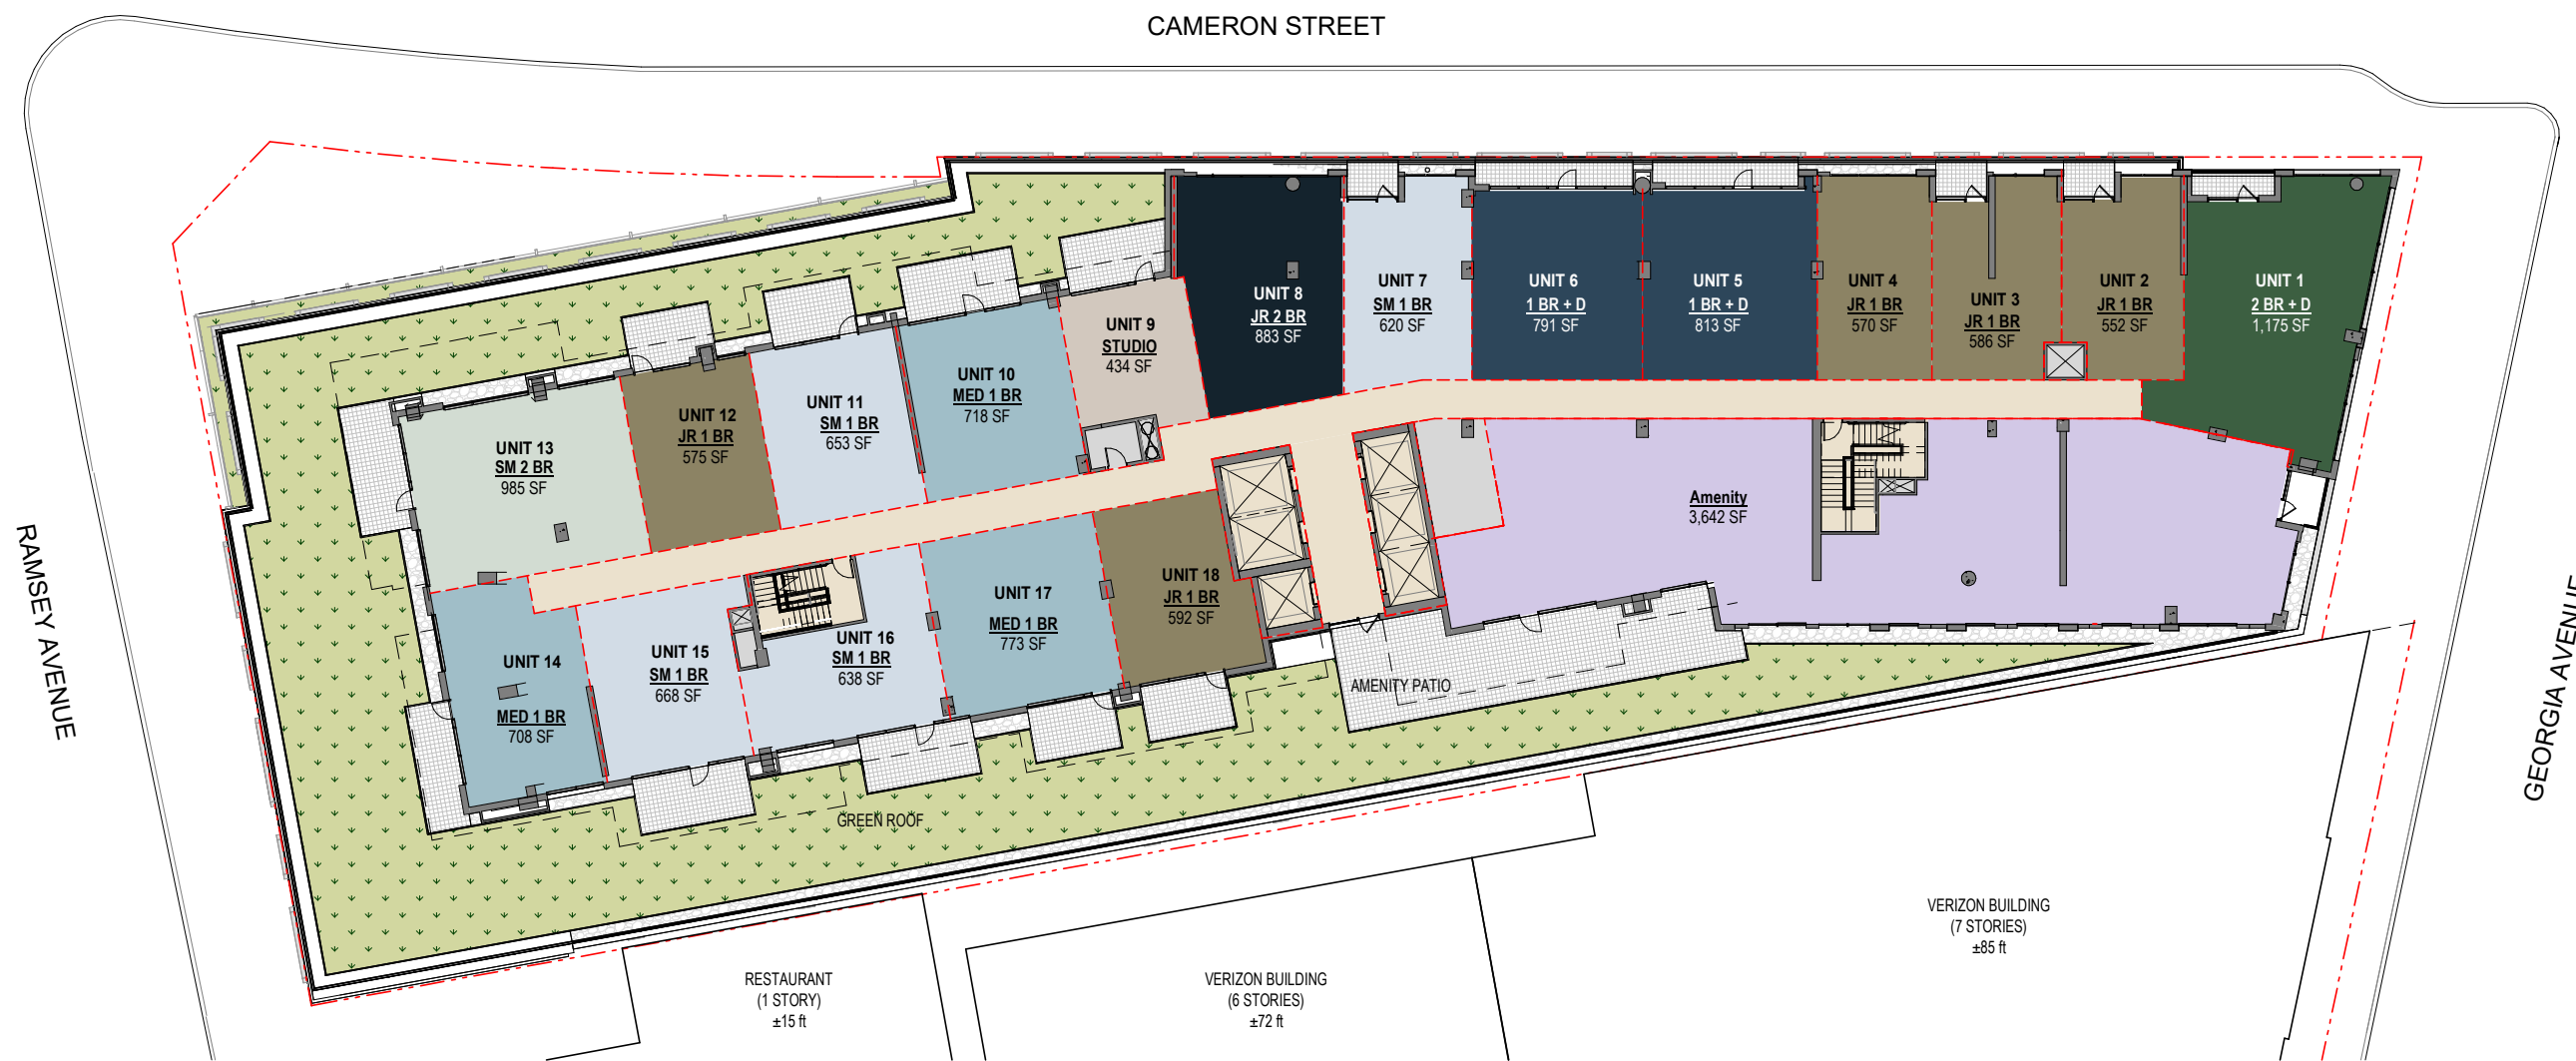 CAMERON STREET
RAMSEY AVENUE
GEORGIA AVENUE
UNIT 8
JR 2 BR
883 SF
UNIT 7
SM 1 BR
620 SF
UNIT 6
1 BR + D
791 SF
UNIT 5
1 BR + D
813 SF
UNIT 4
JR 1 BR
570 SF
UNIT 3
JR 1 BR
586 SF
UNIT 2
JR 1 BR
552 SF
UNIT 1
2 BR + D
1,175 SF
UNIT 9
STUDIO
434 SF
UNIT 10
MED 1 BR
718 SF
UNIT 11
SM 1 BR
653 SF
UNIT 12
JR 1 BR
575 SF
UNIT 13
SM 2 BR
985 SF
UNIT 14
MED 1 BR
708 SF
UNIT 15
SM 1 BR
668 SF
UNIT 16
SM 1 BR
638 SF
UNIT 17
MED 1 BR
773 SF
UNIT 18
JR 1 BR
592 SF
Amenity
3,642 SF
AMENITY PATIO
GREEN ROOF
RESTAURANT
(1 STORY)
±15 ft
VERIZON BUILDING
(6 STORIES)
±72 ft
VERIZON BUILDING
(7 STORIES)
±85 ft